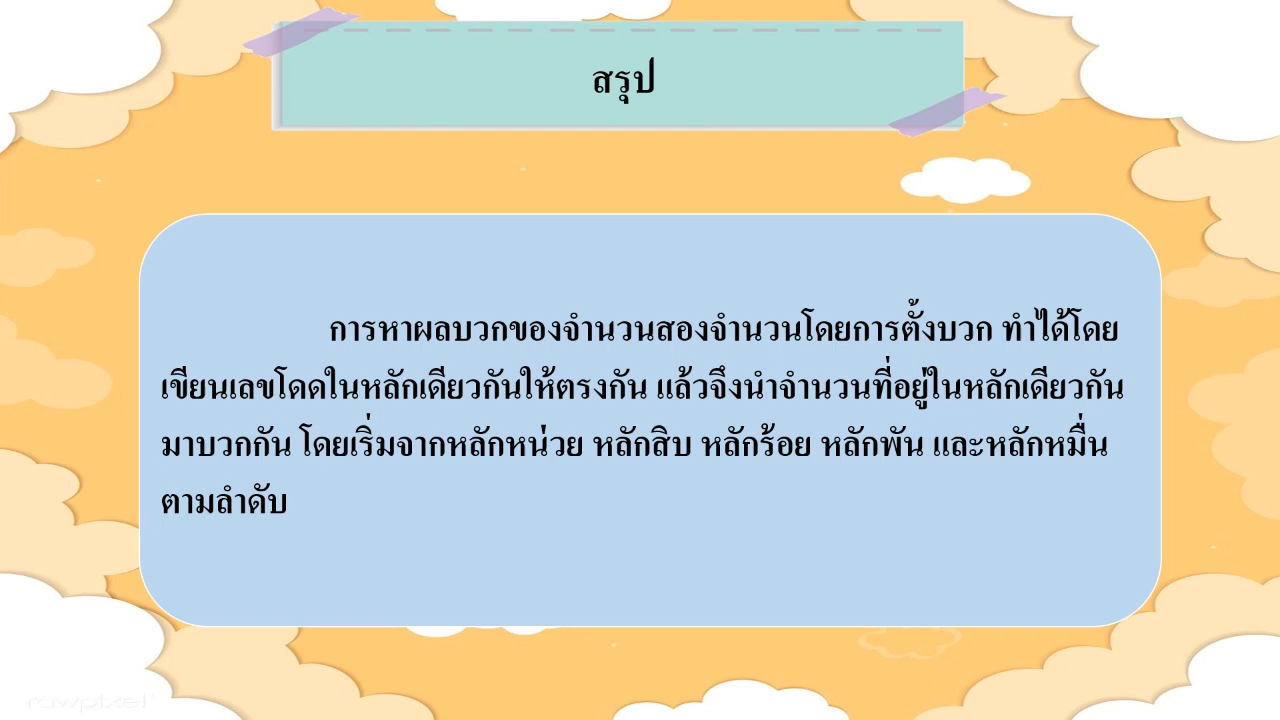 สรุป
การหาผลบวกของจำนวนสองจำนวนโดยการตั้งบวก ทำได้โดย
เขียนเลขโดดในหลักเดียวกันให้ตรงกัน แล้วจึงนำจำนวนที่อยู่ในหลักเดียวกัน
มาบวกกัน โดยเริ่มจากหลักหน่วย หลักสิบ หลักร้อย หลักพัน และหลักหมื่น
ตามลำดับ
rawpixel